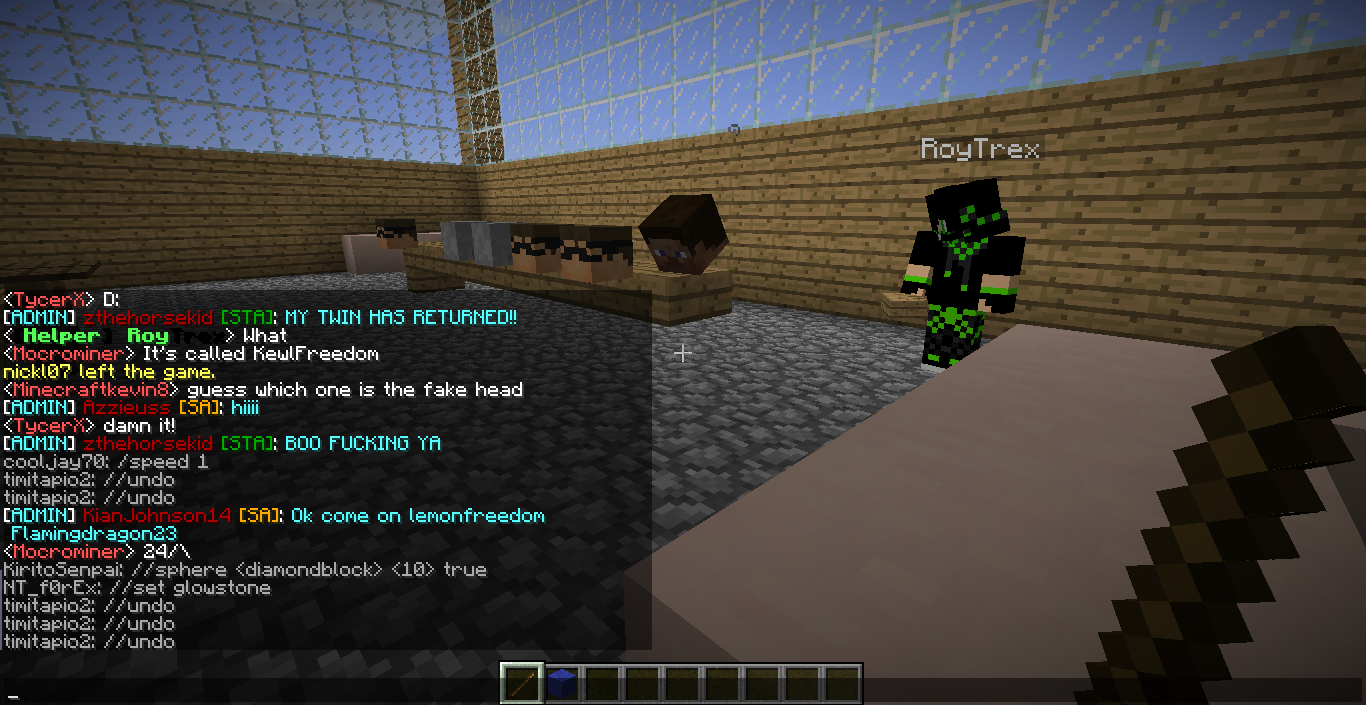 RoyTrex
<TycerX> D:
[ADMIN] zthehorsekid [STA]: MY TWIN HAS RETURNED!!
< Helper Roy > What
<Mocrominer> It's called KewlFreedom
nickl07 left the game.
<Minecraftkevin8> guess which one is the fake head
[ADMIN] Azzieuss [SA]: hiiii
<TycerX> damn it!
[ADMIN] zthehorsekid [STA]: BOO FUCKING YA
cooljay70: /speed 1
timitapio2: //undo
timitapio2: //undo
[ADMIN] KianJohnson14 [SA]: Ok come on lemonfreedom
Flamingdragon23
<Mocrominer> 24/\
KiritoSenpai: //sphere <diamondblock> <10> true
NT_f0rEx: //set glowstone
timitapio2: //undo
timitapio2: //undo
timitapio2: //undo
_